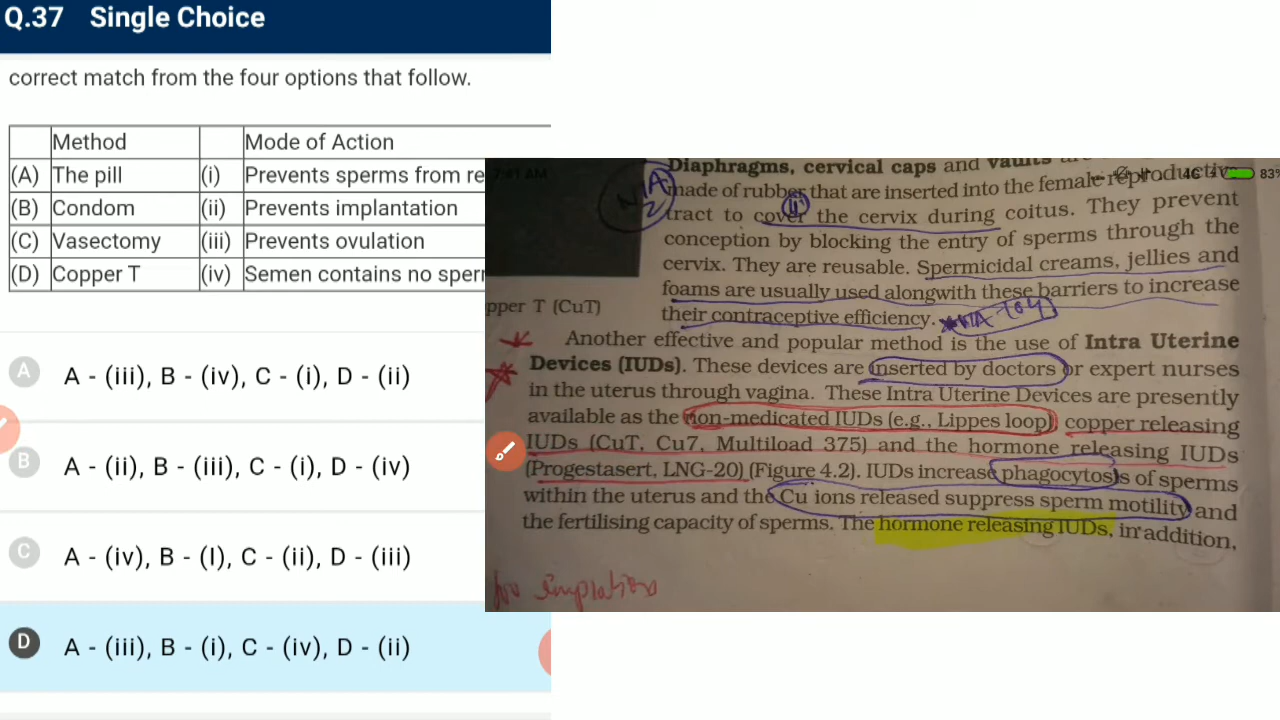 Q.37 Single Choice
correct match from the four options that follow.
Method Mode of Action
(A) The pill (i) Prevents sperms from re
(B) Condom (ii) Prevents implantation
(C) Vasectomy (iii) Prevents ovulation
(D) Copper T (iv) Semen contains no sper
A A - (iii), B - (iv), C - (i), D - (ii)
B A - (ii), B - (iii), C - (i), D - (iv)
C A - (iv), B - (I), C - (ii), D - (iii)
D A - (iii), B - (i), C - (iv), D - (ii)
4G 83%
Diaphragms, cervical caps and vaults
made of rubber that are inserted into the female reproductive
tract to cover the cervix during coitus. They prevent
conception by blocking the entry of sperms through the
cervix. They are reusable. Spermicidal creams, jellies and
foams are usually used alongwith these barriers to increase
their contraceptive efficiency.
pper T (CuT)
Another effective and popular method is the use of Intra Uterine
Devices (IUDs). These devices are inserted by doctors or expert nurses
in the uterus through vagina. These Intra Uterine Devices are presently
available as the non-medicated IUDs (e.g., Lippes loop), copper releasing
IUDs (CuT, Cu7, Multiload 375) and the hormone releasing IUDs
(Progestasert, LNG-20) (Figure 4.2). IUDs increase phagocytosis of sperms
within the uterus and the Cu ions released suppress sperm motility and
the fertilising capacity of sperms. The hormone releasing IUDs, in addition,